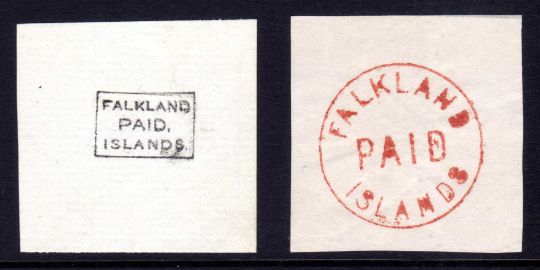 FALKLAND
PAID,
ISLANDS.
FALKLAND
PAID
ISLANDS